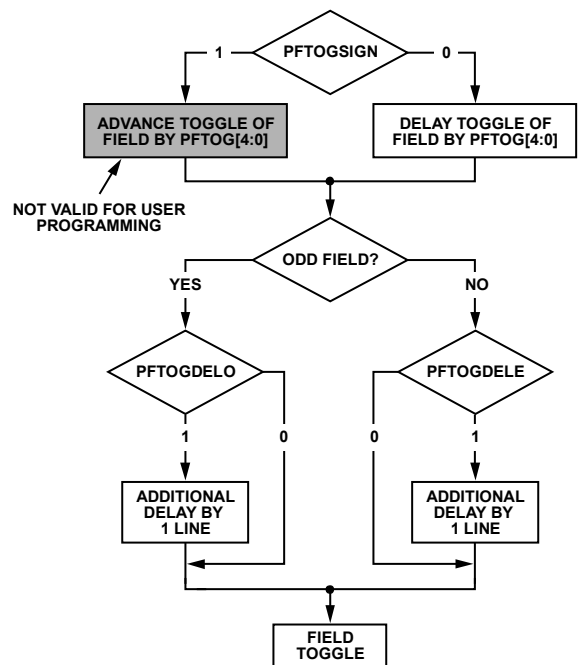 PFTOGSIGN
1
0
ADVANCE TOGGLE OF
FIELD BY PFTOG[4:0]
DELAY TOGGLE OF
FIELD BY PFTOG[4:0]
NOT VALID FOR USER
PROGRAMMING
ODD FIELD?
YES
NO
PFTOGDELO
PFTOGDELE
1
0
0
1
ADDITIONAL
DELAY BY
1 LINE
ADDITIONAL
DELAY BY
1 LINE
FIELD
TOGGLE